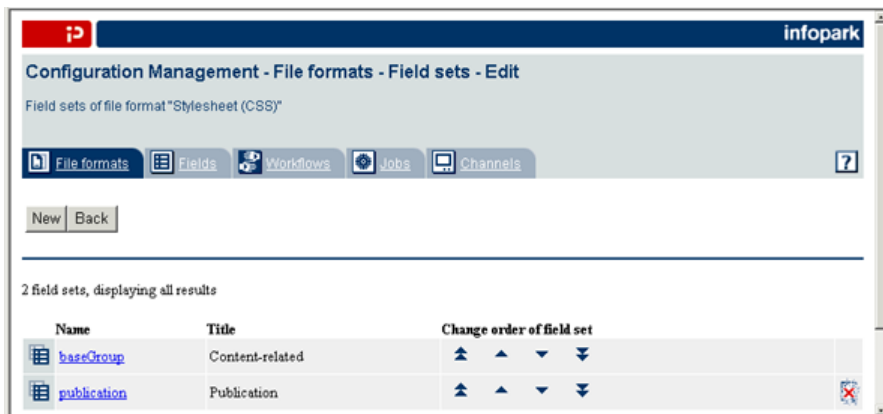 iP
infopark
Configuration Management - File formats - Field sets - Edit
Field sets of file format "Stylesheet (CSS)"
File formats Fields Workflows Jobs Channels ?
New Back
2 field sets, displaying all results
Name Title Change order of field set
baseGroup Content-related
publication Publication